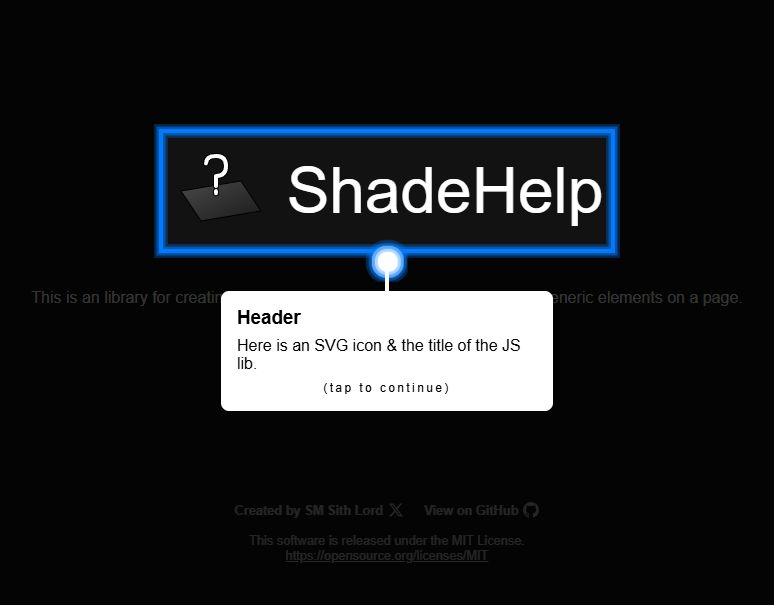 ShadeHelp
This is an library for creatin eneric elements on a page.
Header
Here is an SVG icon & the title of the JS
lib.
(tap to continue)
Created by SM Sith Lord View on GitHub
This software is released under the MIT License.
https://opensource.org/licenses/MIT